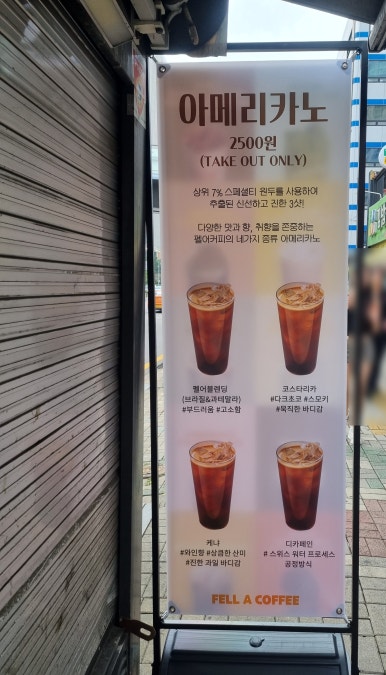 아메리카노
2500원
(TAKE OUT ONLY)
상위 7% 스페셜티 원두를 사용하여
추출된 신선하고 진한 3샷!
다양한 맛과 향, 취향을 존중하는
펠어커피의 네가지 종류 아메리카노
펠어블렌딩
(브라질&과테말라)
#부드러움 #고소함
코스타리카
#다크초코 #스모키
#묵직한 바디감
케냐
#와인향 #상큼한 산미
#진한 과일 바디감
디카페인
# 스위스 워터 프로세스
공정방식
FELL A COFFEE